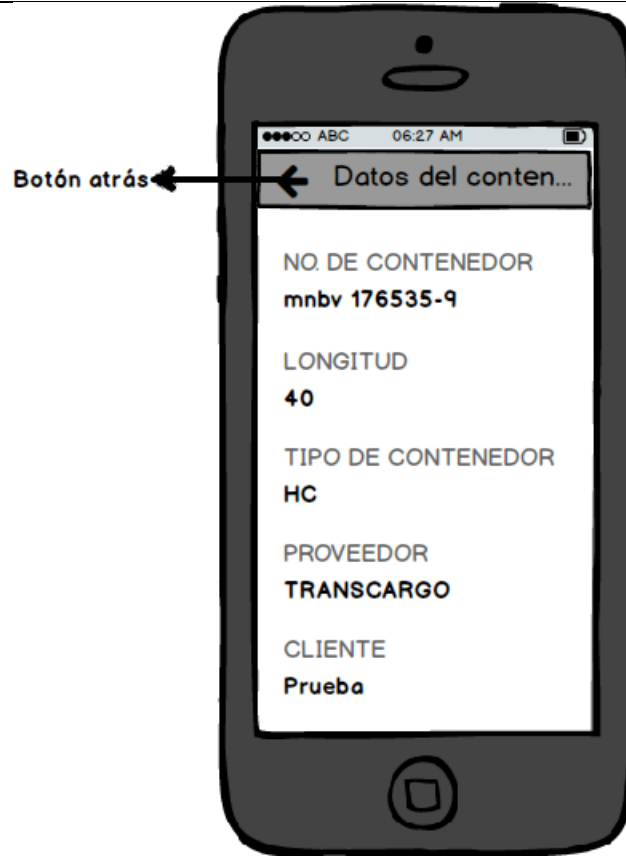 ABC 06:27 AM
Botón atrás
Datos del conten...
NO. DE CONTENEDOR
mnbv 176535-9
LONGITUD
40
TIPO DE CONTENEDOR
HC
PROVEEDOR
TRANSCARGO
CLIENTE
Prueba